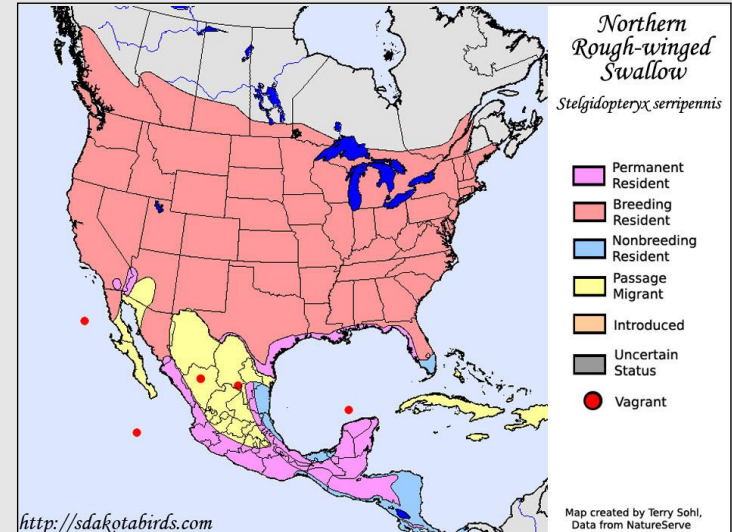 Northern
Rough-winged
Swallow
Stelgidopteryx serripennis
Permanent
Resident
Breeding
Resident
Nonbreeding
Resident
Passage
Migrant
Introduced
Uncertain
Status
Vagrant
http://sdakotabirds.com
Map created by Terry Sohl,
Data from NatureServe